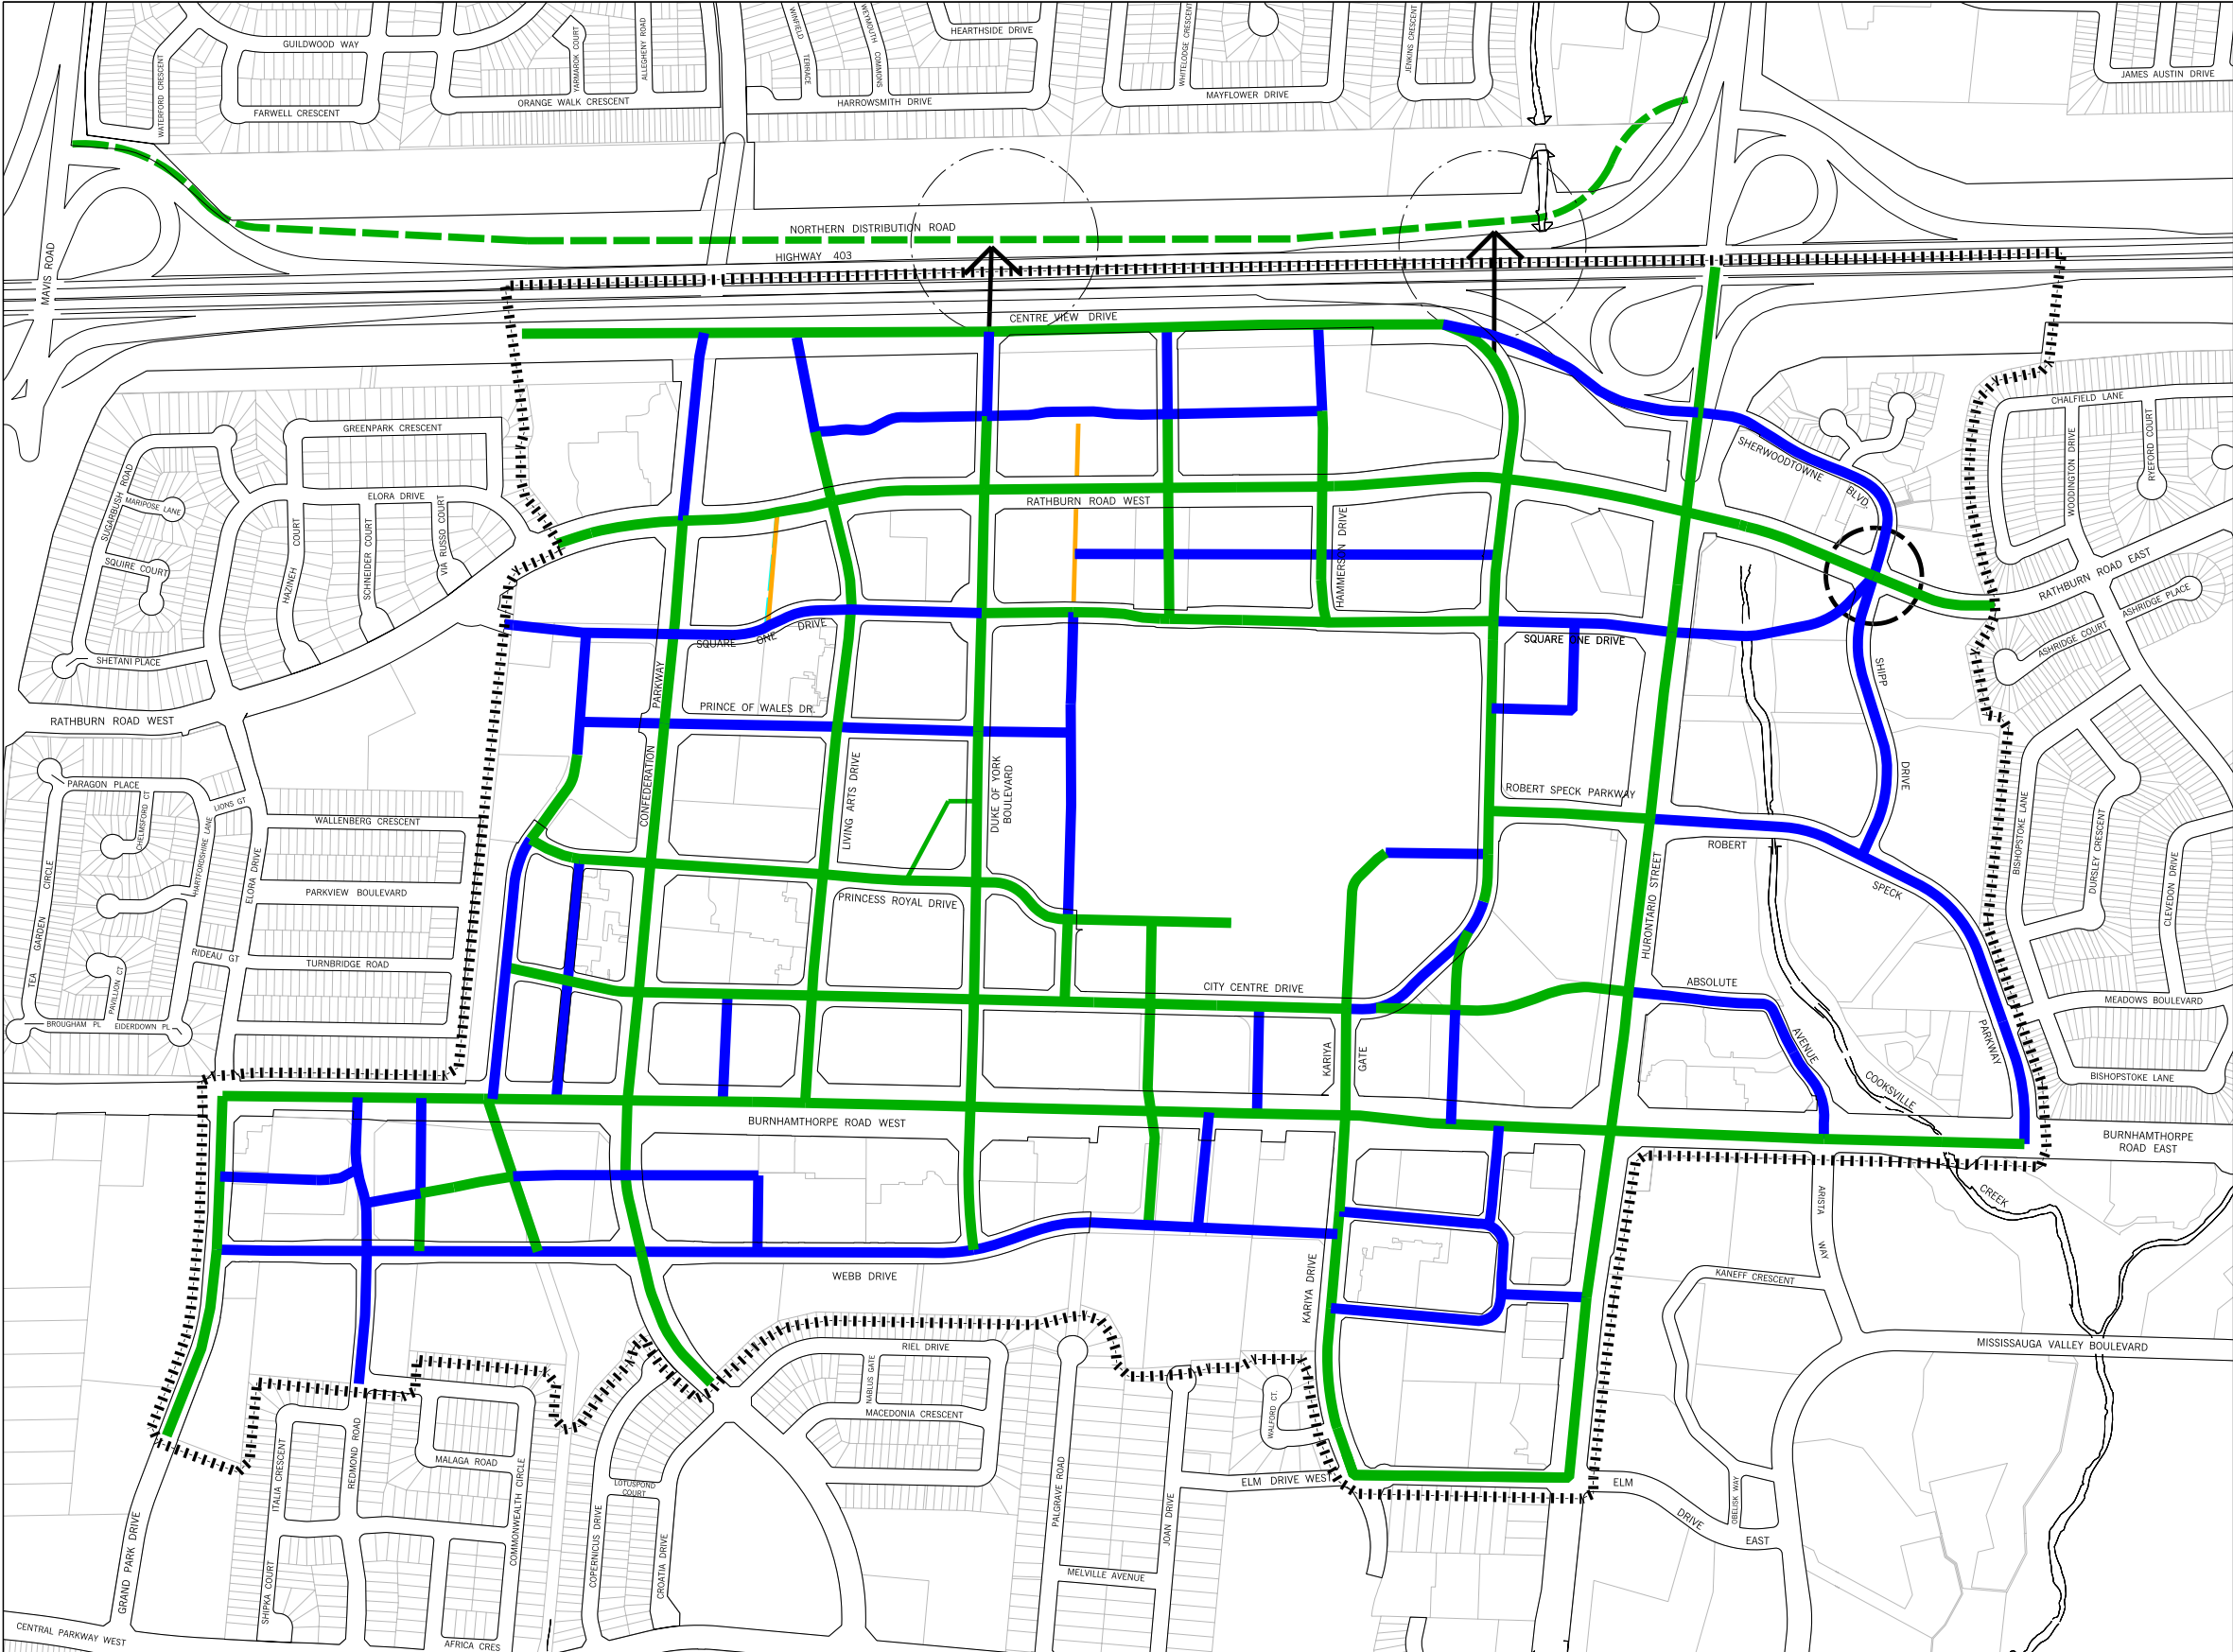 GUILDWOOD WAY
WATERFORD CRESCENT
FARWELL CRESCENT
YARMAROK COURT
ALLEGHENY ROAD
ORANGE WALK CRESCENT
WINFIELD TERRACE
WEYMOUTH COMMONS
HEARTHSIDE DRIVE
HARROWSMITH DRIVE
WHITELODGE CRESCENT
MAYFLOWER DRIVE
JENKINS CRESCENT
JAMES AUSTIN DRIVE
MAVIS ROAD
NORTHERN DISTRIBUTION ROAD
HIGHWAY 403
CENTRE VIEW DRIVE
GREENPARK CRESCENT
ELORA DRIVE
SUGARBUSH ROAD
MARIPOSE LANE
SQUIRE COURT
HAZINEH COURT
SCHNEIDER COURT
VIA RUSSO COURT
SHETANI PLACE
RATHBURN ROAD WEST
RATHBURN ROAD WEST
HAMMERSON DRIVE
SHERWOODTOWNE BLVD.
CHALFIELD LANE
WOODINGTON DRIVE
RYEFORD COURT
RATHBURN ROAD EAST
ASHRIDGE PLACE
ASHRIDGE COURT
SQUARE ONE DRIVE
SQUARE ONE DRIVE
PRINCE OF WALES DR.
CONFEDERATION PARKWAY
LIVING ARTS DRIVE
DUKE OF YORK
BOULEVARD
ROBERT SPECK PARKWAY
SHIPP DRIVE
ROBERT SPECK PARKWAY
HURONTARIO STREET
PARAGON PLACE
CHELMSFORD CT
HARTFORDSHIRE LANE
LIONS GT
ELORA DRIVE
WALLENBERG CRESCENT
PARKVIEW BOULEVARD
TURNBRIDGE ROAD
RIDEAU GT
TEA GARDEN CIRCLE
PAVILLION CT
BROUGHAM PL
EIDERDOWN PL
PRINCESS ROYAL DRIVE
CITY CENTRE DRIVE
KARIYA GATE
ABSOLUTE AVENUE
COOKSVILLE CREEK
BISHOPSTOKE LANE
DURSLEY CRESCENT
CLEVEDON DRIVE
MEADOWS BOULEVARD
BISHOPSTOKE LANE
BURNHAMTHORPE ROAD WEST
BURNHAMTHORPE
ROAD EAST
WEBB DRIVE
KARIYA DRIVE
ARISTA WAY
KANEFF CRESCENT
MISSISSAUGA VALLEY BOULEVARD
RIEL DRIVE
NABLUS GATE
MACEDONIA CRESCENT
PALGRAVE ROAD
WALFORD CT.
JOAN DRIVE
ELM DRIVE WEST
ELM DRIVE EAST
OBELISK WAY
MELVILLE AVENUE
ITALIA CRESCENT
REDMOND ROAD
MALAGA ROAD
COMMONWEALTH CIRCLE
COPERNICUS DRIVE
LOTUSPOND
COURT
CROATIA DRIVE
SHIPKA COURT
GRAND PARK DRIVE
CENTRAL PARKWAY WEST
AFRICA CRES